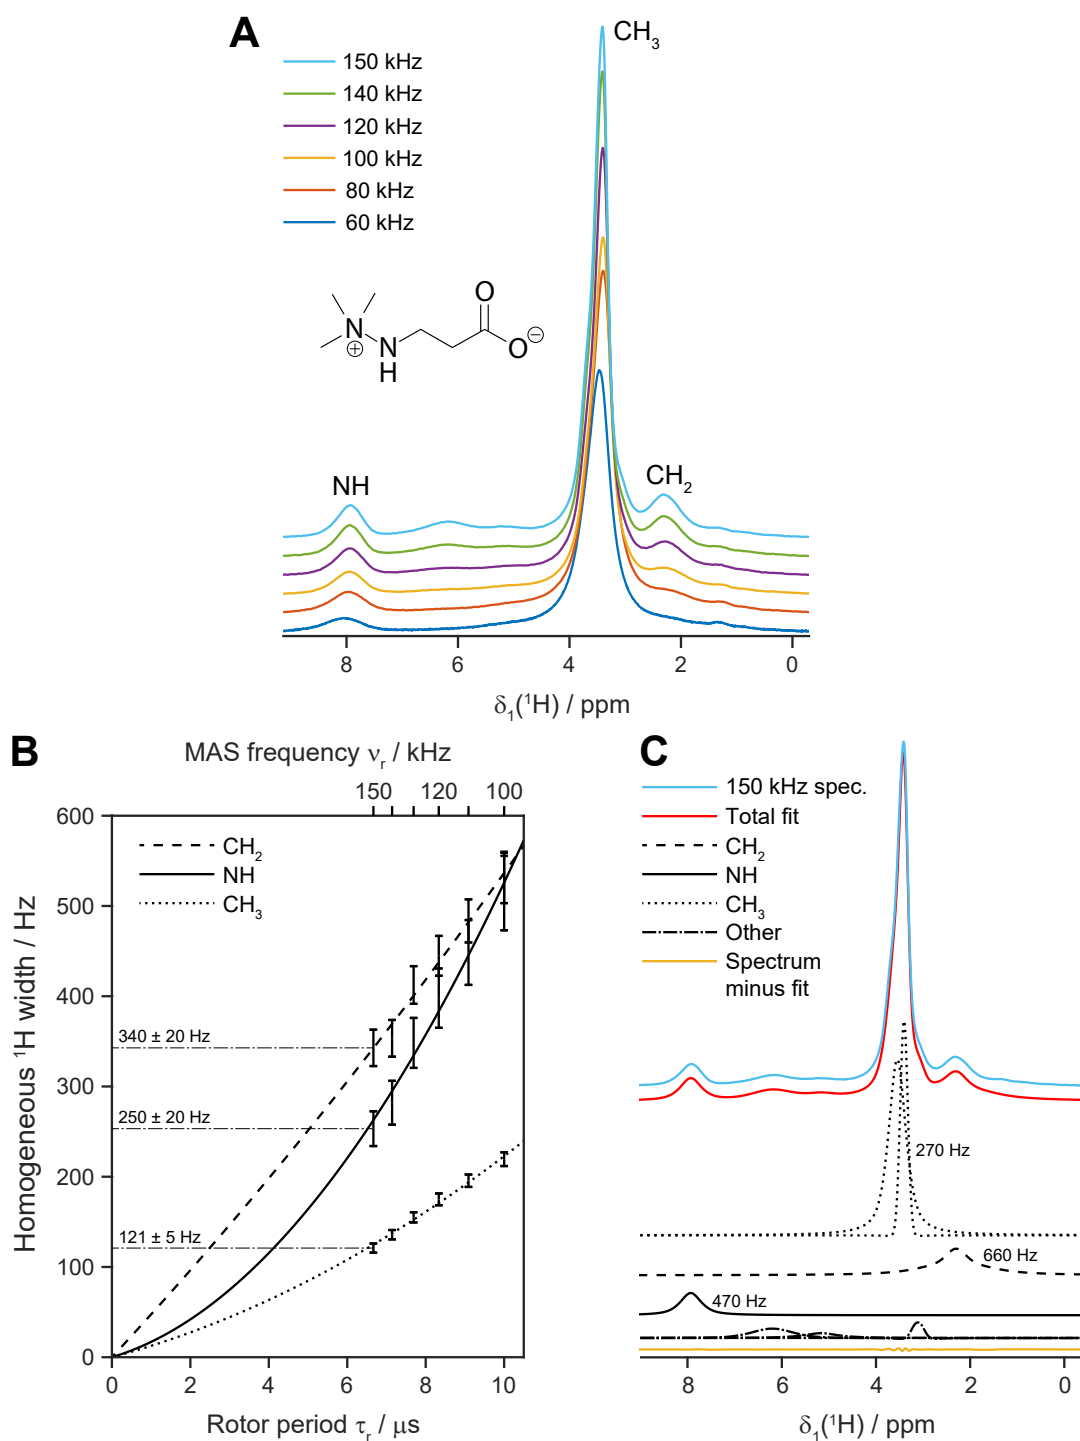 A
CH3
150 kHz
140 kHz
120 kHz
100 kHz
80 kHz
60 kHz
O
N
⊕
N
H
O⊖
NH
CH2
8 6 4 2 0
δ1(¹H) / ppm
B
MAS frequency νr / kHz
150 120 100
600
500
400
300
200
100
0
CH2
NH
CH3
340 ± 20 Hz
250 ± 20 Hz
121 ± 5 Hz
Homogeneous ¹H width / Hz
0 2 4 6 8 10
Rotor period τr / μs
C
150 kHz spec.
Total fit
CH2
NH
CH3
Other
Spectrum
minus fit
270 Hz
660 Hz
470 Hz
8 6 4 2 0
δ1(¹H) / ppm